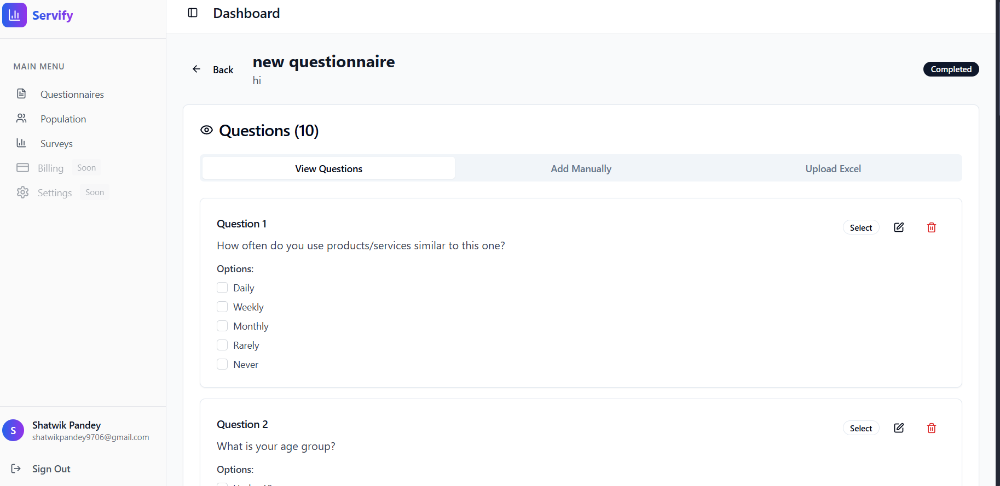 Servify
Dashboard
MAIN MENU
Questionnaires
Population
Surveys
Billing Soon
Settings Soon
Shatwik Pandey
S
shatwikpandey9706@gmail.com
Sign Out
Back
new questionnaire
hi
Completed
Questions (10)
View Questions
Add Manually
Upload Excel
Question 1
Select
How often do you use products/services similar to this one?
Options:
Daily
Weekly
Monthly
Rarely
Never
Question 2
Select
What is your age group?
Options: